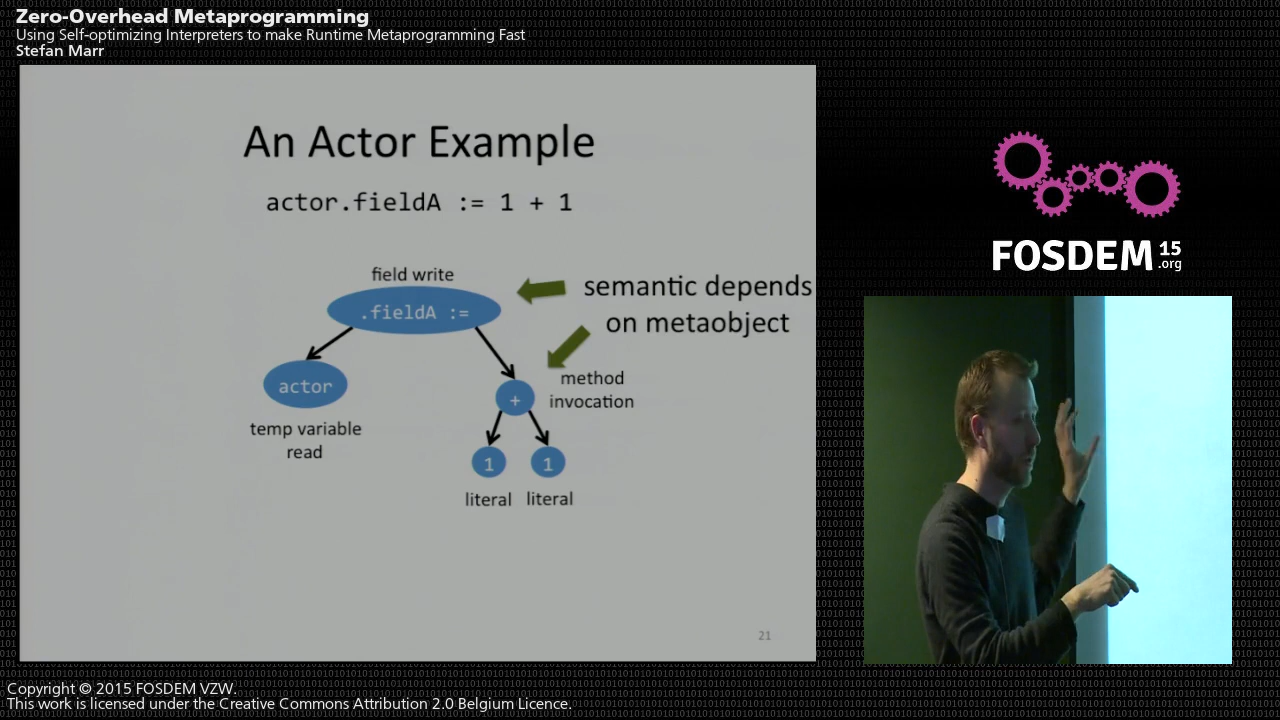 Zero-Overhead Metaprogramming
Using Self-optimizing Interpreters to make Runtime Metaprogramming Fast
Stefan Marr
An Actor Example
actor.fieldA := 1 + 1
field write
.fieldA :=
semantic depends
on metaobject
actor
method
invocation
+
temp variable
read
1 1
literal literal
21
FOSDEM 15
.org
Copyright © 2015 FOSDEM VZW.
This work is licensed under the Creative Commons Attribution 2.0 Belgium Licence.